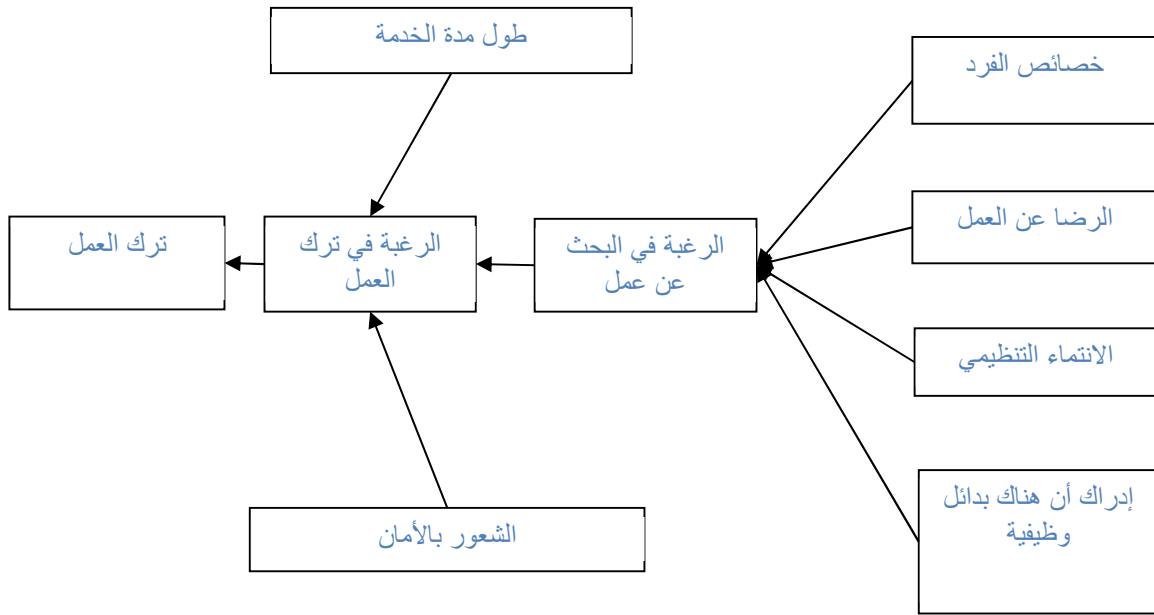 طول مدة الخدمة
خصائص الفرد
الرضا عن العمل
الرغبة في البحث
عن عمل
الرغبة في ترك
العمل
ترك العمل
الانتماء التنظيمي
إدراك أن هناك بدائل
وظيفية
الشعور بالأمان